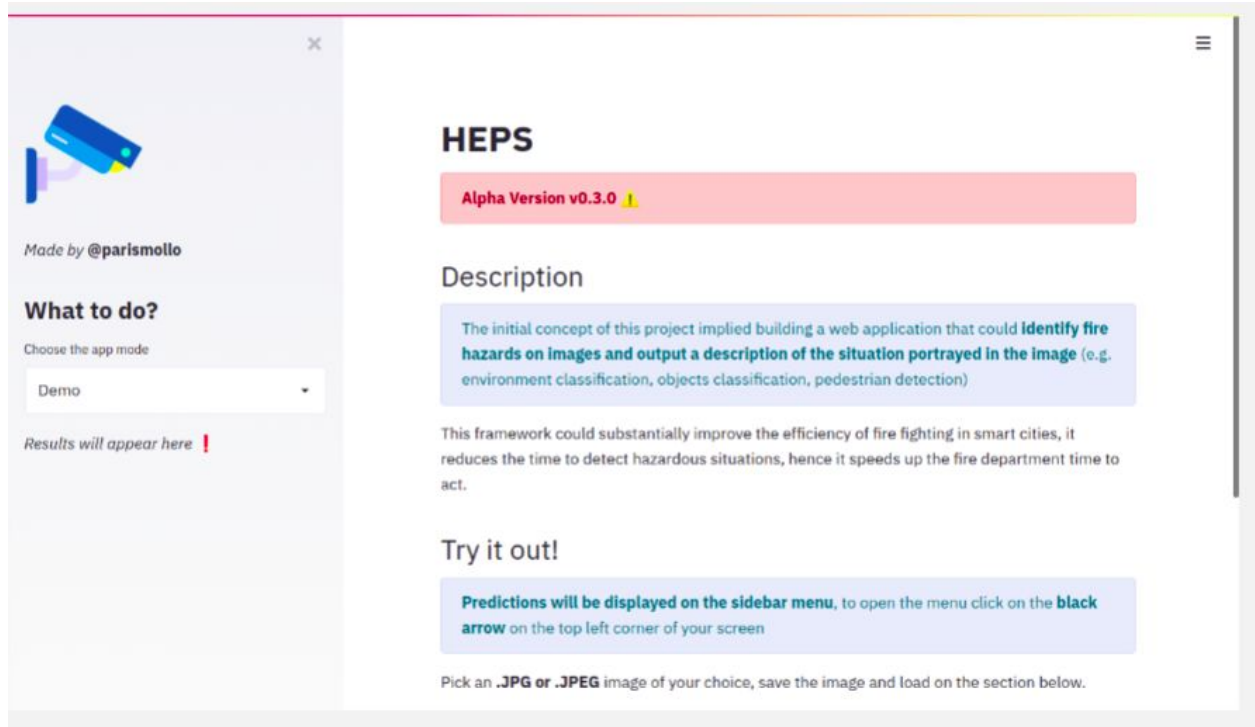 Made by @parismollo
What to do?
Choose the app mode
Demo
Results will appear here ❗
HEPS
Alpha Version v0.3.0 ⚠️
Description
The initial concept of this project implied building a web application that could identify fire
hazards on images and output a description of the situation portrayed in the image (e.g.
environment classification, objects classification, pedestrian detection)
This framework could substantially improve the efficiency of fire fighting in smart cities, it
reduces the time to detect hazardous situations, hence it speeds up the fire department time to
act.
Try it out!
Predictions will be displayed on the sidebar menu, to open the menu click on the black
arrow on the top left corner of your screen
Pick an .JPG or .JPEG image of your choice, save the image and load on the section below.